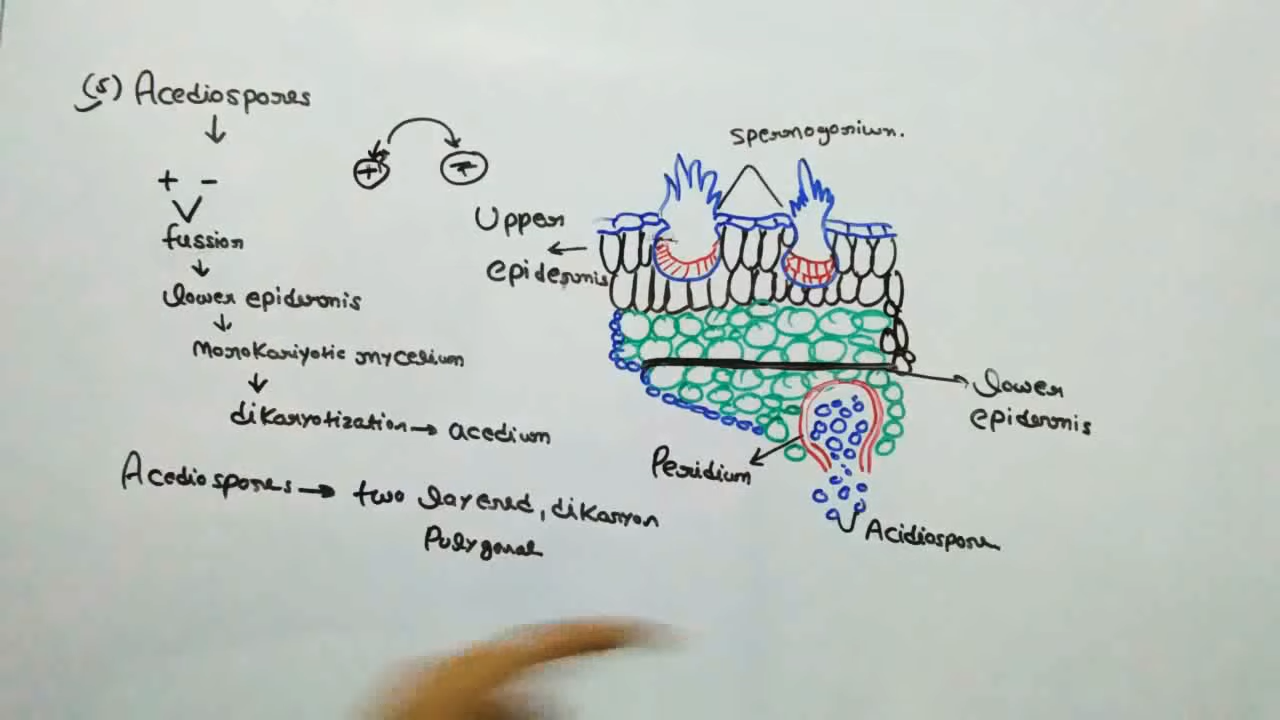 (5) Acediospores
+ -
fussion
lower epidermis
Monokariyotic mycelium
dikaryotization → acedium
Acediospores → two layered, dikaryon
Polygonal
+ -
spermogonium.
Upper
epidermis
lower
epidermis
Peridium
Acidiospore